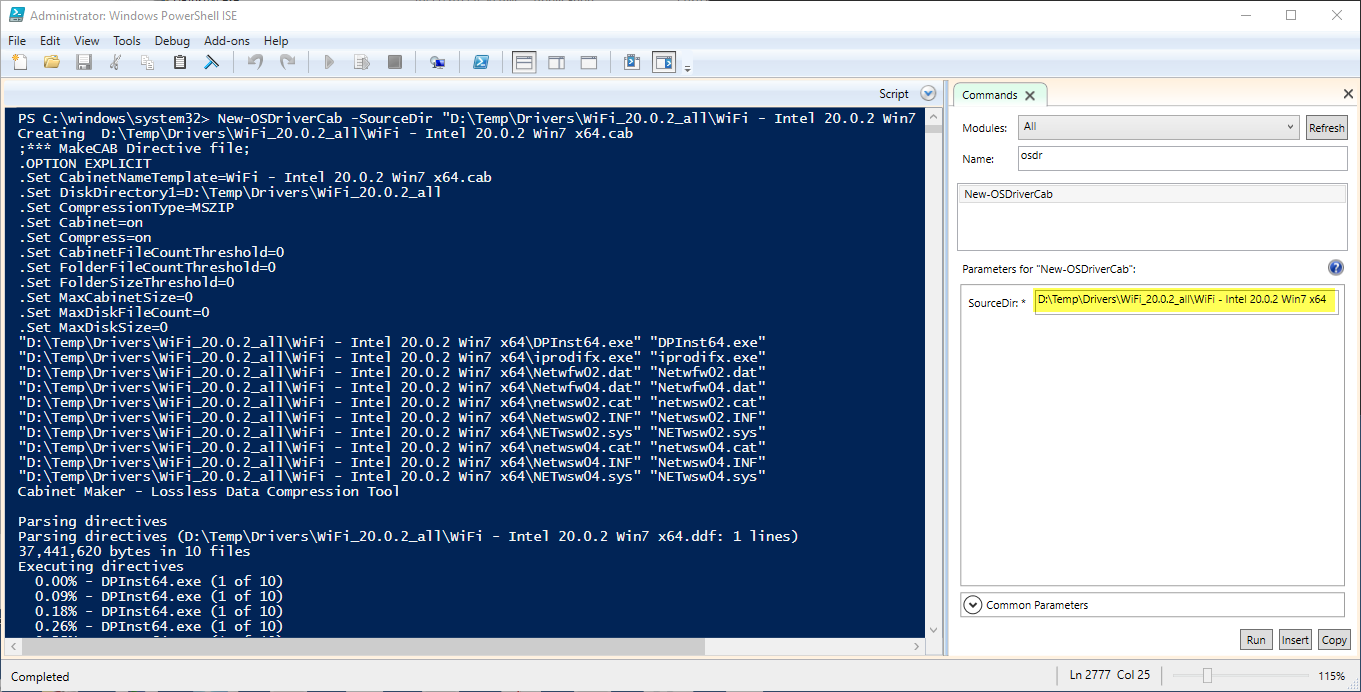 Administrator: Windows PowerShell ISE
File Edit View Tools Debug Add-ons Help
Script
PS C:\windows\system32> New-OSDriverCab -SourceDir "D:\Temp\Drivers\WiFi_20.0.2_all\WiFi - Intel 20.0.2 Win7
Creating  D:\Temp\Drivers\WiFi_20.0.2_all\WiFi - Intel 20.0.2 Win7 x64.cab
;*** MakeCAB Directive file;
.OPTION EXPLICIT
.Set CabinetNameTemplate=WiFi - Intel 20.0.2 Win7 x64.cab
.Set DiskDirectory1=D:\Temp\Drivers\WiFi_20.0.2_all
.Set CompressionType=MSZIP
.Set Cabinet=on
.Set Compress=on
.Set CabinetFileCountThreshold=0
.Set FolderFileCountThreshold=0
.Set FolderSizeThreshold=0
.Set MaxCabinetSize=0
.Set MaxDiskFileCount=0
.Set MaxDiskSize=0
"D:\Temp\Drivers\WiFi_20.0.2_all\WiFi - Intel 20.0.2 Win7 x64\DPInst64.exe" "DPInst64.exe"
"D:\Temp\Drivers\WiFi_20.0.2_all\WiFi - Intel 20.0.2 Win7 x64\iprodifx.exe" "iprodifx.exe"
"D:\Temp\Drivers\WiFi_20.0.2_all\WiFi - Intel 20.0.2 Win7 x64\Netwfw02.dat" "Netwfw02.dat"
"D:\Temp\Drivers\WiFi_20.0.2_all\WiFi - Intel 20.0.2 Win7 x64\Netwfw04.dat" "Netwfw04.dat"
"D:\Temp\Drivers\WiFi_20.0.2_all\WiFi - Intel 20.0.2 Win7 x64\netwsw02.cat" "netwsw02.cat"
"D:\Temp\Drivers\WiFi_20.0.2_all\WiFi - Intel 20.0.2 Win7 x64\Netwsw02.INF" "Netwsw02.INF"
"D:\Temp\Drivers\WiFi_20.0.2_all\WiFi - Intel 20.0.2 Win7 x64\NETwsw02.sys" "NETwsw02.sys"
"D:\Temp\Drivers\WiFi_20.0.2_all\WiFi - Intel 20.0.2 Win7 x64\netwsw04.cat" "netwsw04.cat"
"D:\Temp\Drivers\WiFi_20.0.2_all\WiFi - Intel 20.0.2 Win7 x64\Netwsw04.INF" "Netwsw04.INF"
"D:\Temp\Drivers\WiFi_20.0.2_all\WiFi - Intel 20.0.2 Win7 x64\NETwsw04.sys" "NETwsw04.sys"
Cabinet Maker - Lossless Data Compression Tool
Parsing directives
Parsing directives (D:\Temp\Drivers\WiFi_20.0.2_all\WiFi - Intel 20.0.2 Win7 x64.ddf: 1 lines)
37,441,620 bytes in 10 files
Executing directives
0.00% - DPInst64.exe (1 of 10)
0.09% - DPInst64.exe (1 of 10)
0.18% - DPInst64.exe (1 of 10)
0.26% - DPInst64.exe (1 of 10)
Commands
Modules: All Refresh
Name: osdr
New-OSDriverCab
Parameters for "New-OSDriverCab":
SourceDir: * D:\Temp\Drivers\WiFi_20.0.2_all\WiFi - Intel 20.0.2 Win7 x64
Common Parameters
Run Insert Copy
Completed
Ln 2777 Col 25
115%